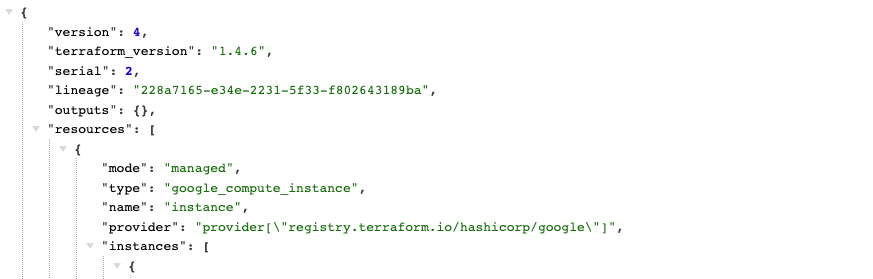 {
"version": 4,
"terraform_version": "1.4.6",
"serial": 2,
"lineage": "228a7165-e34e-2231-5f33-f802643189ba",
"outputs": {},
"resources": [
{
"mode": "managed",
"type": "google_compute_instance",
"name": "instance",
"provider": "provider[\"registry.terraform.io/hashicorp/google\"]",
"instances": [
{